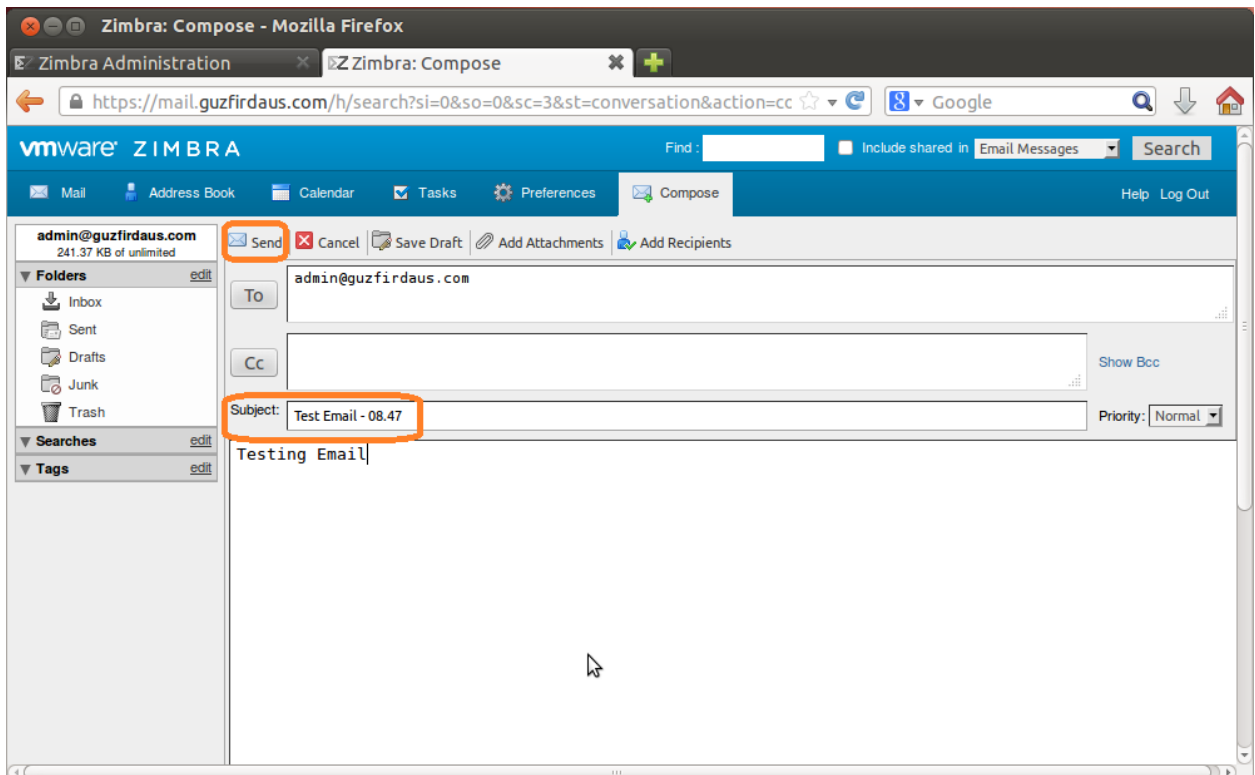 Zimbra: Compose - Mozilla Firefox
Zimbra Administration
Zimbra: Compose
https://mail.guzfirdaus.com/h/search?si=0&so=0&sc=3&st=conversation&action=cc
Google
vmware ZIMBRA
Find :
Include shared in
Email Messages
Search
Mail
Address Book
Calendar
Tasks
Preferences
Compose
Help
Log Out
admin@guzfirdaus.com
241.37 KB of unlimited
Folders
edit
Inbox
Sent
Drafts
Junk
Trash
Searches
edit
Tags
edit
Send
Cancel
Save Draft
Add Attachments
Add Recipients
To
admin@guzfirdaus.com
Cc
Show Bcc
Subject:
Test Email - 08.47
Priority:
Normal
Testing Email